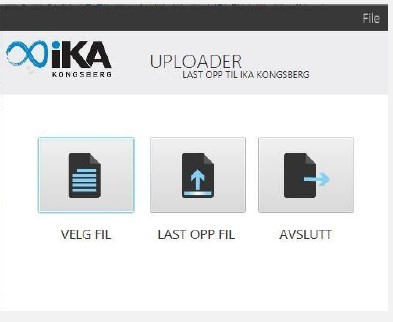 File
iKA
KONGSBERG
UPLOADER
LAST OPP TIL IKA KONGSBERG
VELG FIL
LAST OPP FIL
AVSLUTT